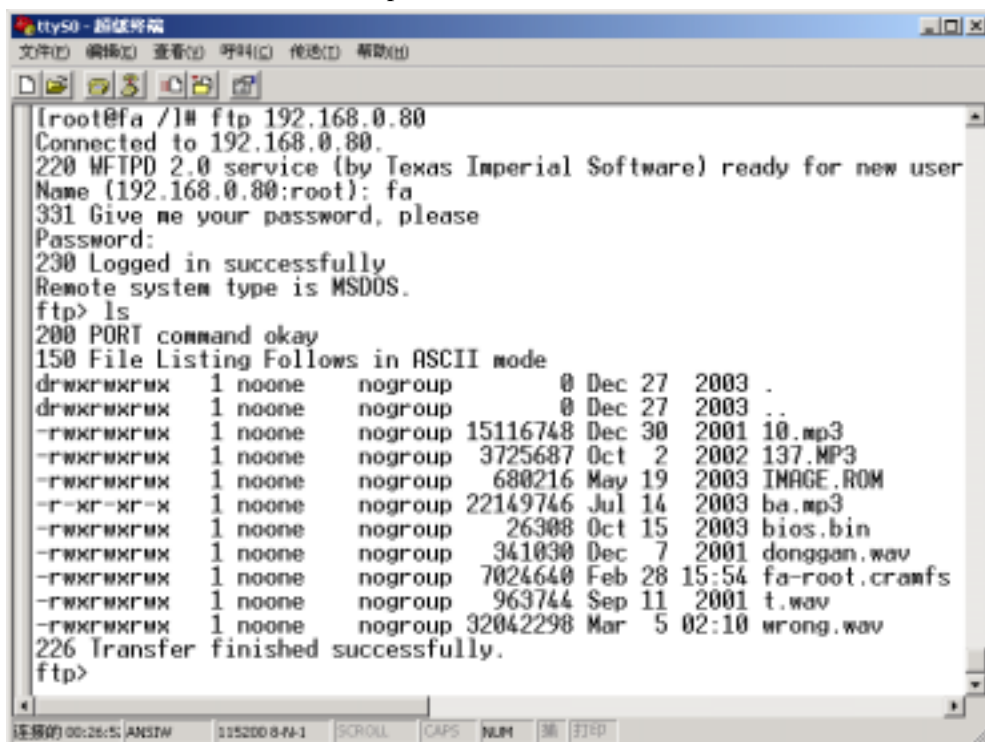 ttyS0 - 超级终端
文件(F) 编辑(E) 查看(V) 呼叫(C) 传送(T) 帮助(H)
[root@fa /]# ftp 192.168.0.80
Connected to 192.168.0.80.
220 WFTPD 2.0 service (by Texas Imperial Software) ready for new user
Name (192.168.0.80:root): fa
331 Give me your password, please
Password:
230 Logged in successfully
Remote system type is MSDOS.
ftp> ls
200 PORT command okay
150 File Listing Follows in ASCII mode
drwxrwxrwx 1 noone nogroup 0 Dec 27 2003 .
drwxrwxrwx 1 noone nogroup 0 Dec 27 2003 ..
-rwxrwxrwx 1 noone nogroup 15116748 Dec 30 2001 10.mp3
-rwxrwxrwx 1 noone nogroup 3725687 Oct 2 2002 137.MP3
-rwxrwxrwx 1 noone nogroup 680216 May 19 2003 IMAGE.ROM
-r-xr-xr-x 1 noone nogroup 22149746 Jul 14 2003 ba.mp3
-rwxrwxrwx 1 noone nogroup 26308 Oct 15 2003 bios.bin
-rwxrwxrwx 1 noone nogroup 341030 Dec 7 2001 donggan.wav
-rwxrwxrwx 1 noone nogroup 7024640 Feb 28 15:54 fa-root.cramfs
-rwxrwxrwx 1 noone nogroup 963744 Sep 11 2001 t.wav
-rwxrwxrwx 1 noone nogroup 32042298 Mar 5 02:10 wrong.wav
226 Transfer finished successfully.
ftp>
连接的 00:26:5 ANSIW 115200 8-N-1 SCROLL CAPS NUM 捕 打印